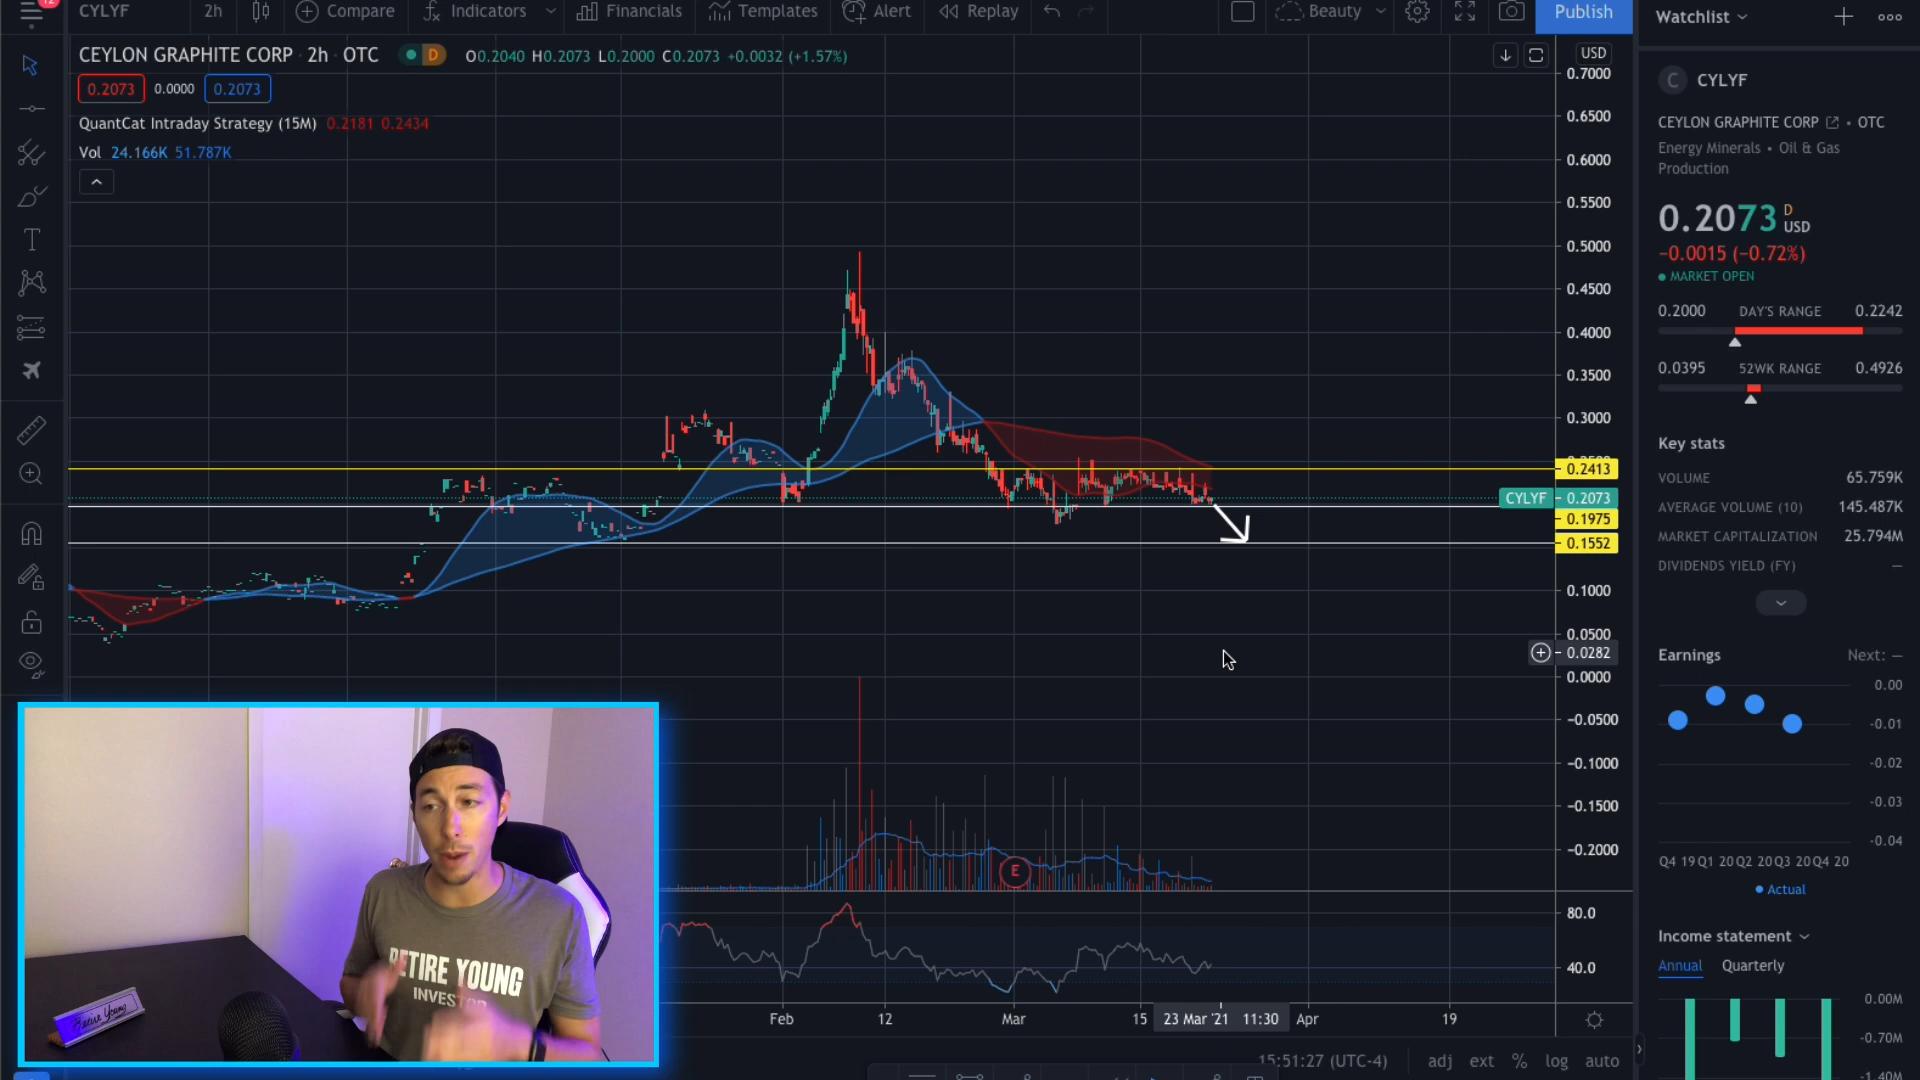 12
CYLYF
2h
Compare
Indicators
Financials
Templates
Alert
Replay
Beauty
Publish
Watchlist
CEYLON GRAPHITE CORP · 2h · OTC
D
O0.2040 H0.2073 L0.2000 C0.2073 +0.0032 (+1.57%)
0.2073 0.0000 0.2073
QuantCat Intraday Strategy (15M) 0.2181 0.2434
Vol 24.166K 51.787K
USD
0.7000
0.6500
0.6000
0.5500
0.5000
0.4500
0.4000
0.3500
0.3000
0.2413
CYLYF 0.2073
0.1975
0.1552
0.1000
0.0500
0.0282
0.0000
−0.0500
−0.1000
−0.1500
−0.2000
80.0
40.0
E
Feb 12 Mar 15 23 Mar '21 11:30 Apr 19
15:51:27 (UTC-4)
adj ext % log auto
C CYLYF
CEYLON GRAPHITE CORP • OTC
Energy Minerals • Oil & Gas
Production
0.2073 D USD
−0.0015 (−0.72%)
MARKET OPEN
0.2000 DAY'S RANGE 0.2242
0.0395 52WK RANGE 0.4926
Key stats
VOLUME 65.759K
AVERAGE VOLUME (10) 145.487K
MARKET CAPITALIZATION 25.794M
DIVIDENDS YIELD (FY) —
Earnings Next: —
0.00
-0.01
-0.02
-0.03
-0.04
Q4 19 Q1 20 Q2 20 Q3 20 Q4 20
Actual
Income statement
Annual Quarterly
0.00M
-0.70M
-1.40M
RETIRE YOUNG
INVESTOR
Retire Young